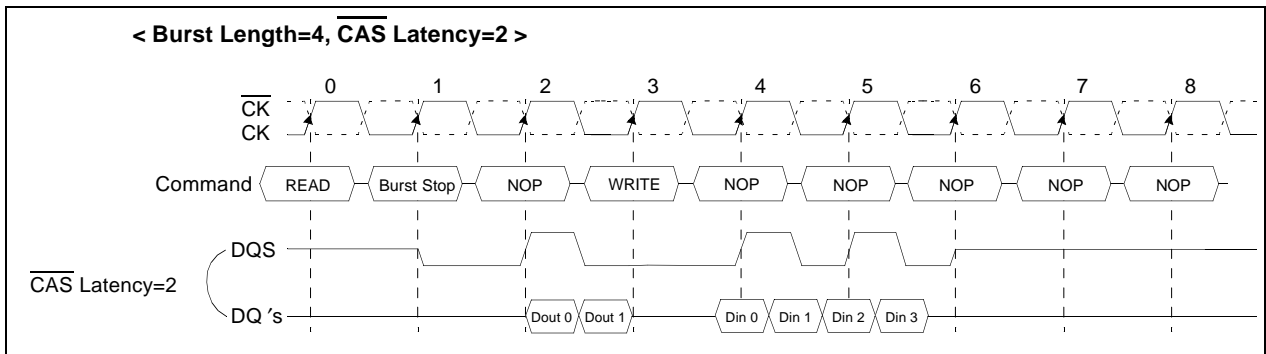 < Burst Length=4, CAS Latency=2 >
0 1 2 3 4 5 6 7 8
CK
CK
Command READ Burst Stop NOP WRITE NOP NOP NOP NOP NOP
DQS
CAS Latency=2
DQ ′s Dout 0 Dout 1 Din 0 Din 1 Din 2 Din 3